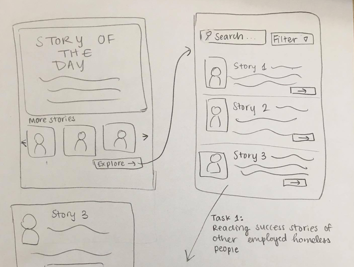 STORY OF
THE
DAY
More stories
Explore →
Search...
Filter ▽
Story 1
→
Story 2
→
Story 3
→
Story 3
Task 1:
Reading success stories of
other employed homeless
people